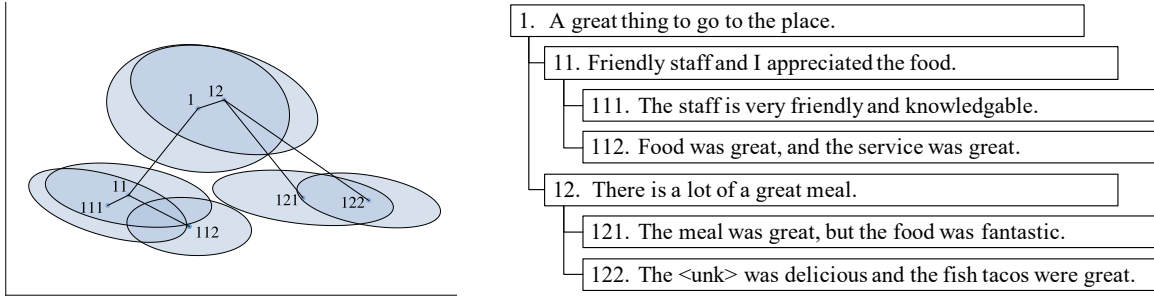 1
12
11
111
112
121
122
1. A great thing to go to the place.
11. Friendly staff and I appreciated the food.
111. The staff is very friendly and knowledgable.
112. Food was great, and the service was great.
12. There is a lot of a great meal.
121. The meal was great, but the food was fantastic.
122. The <unk> was delicious and the fish tacos were great.